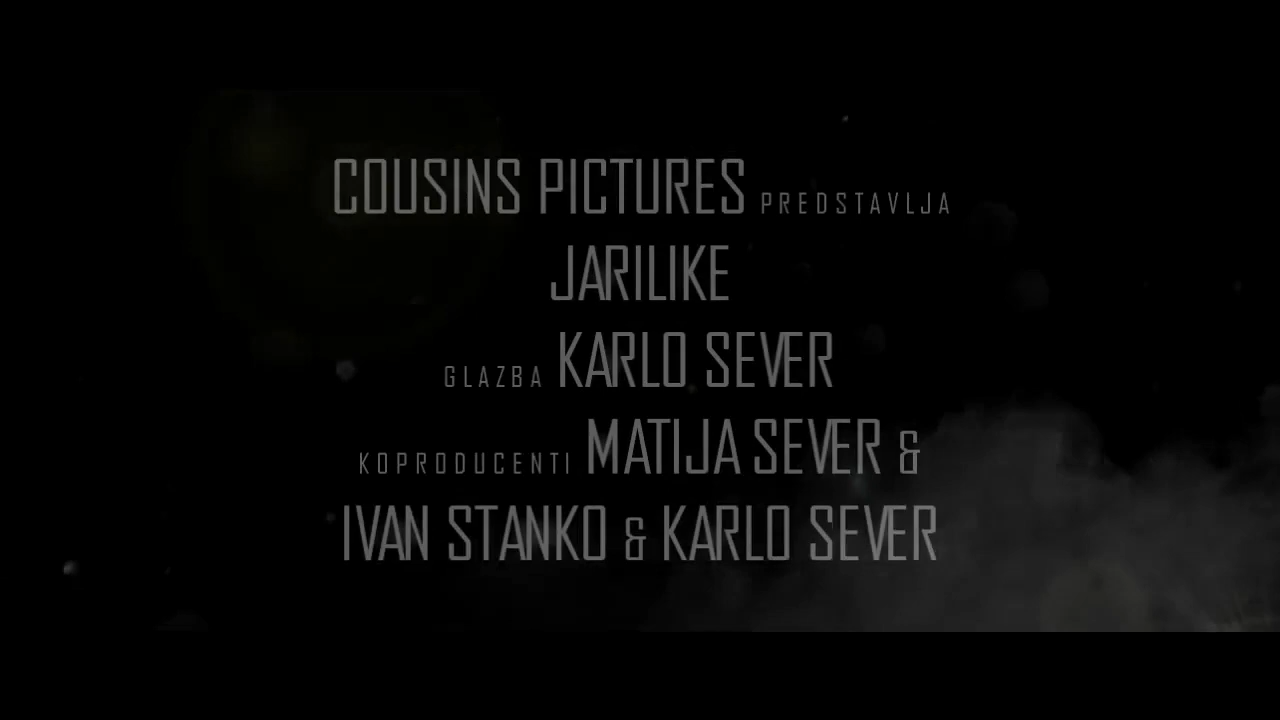 COUSINS PICTURES PREDSTAVLJA
JARILIKE
GLAZBA KARLO SEVER
KOPRODUCENTI MATIJA SEVER &
IVAN STANKO & KARLO SEVER